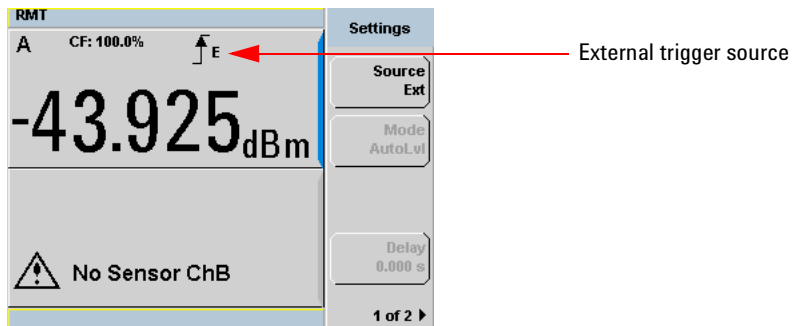 RMT
Settings
A CF: 100.0% E
External trigger source
Source
Ext
-43.925dBm
Mode
AutoLvl
Delay
0.000 s
No Sensor ChB
1 of 2